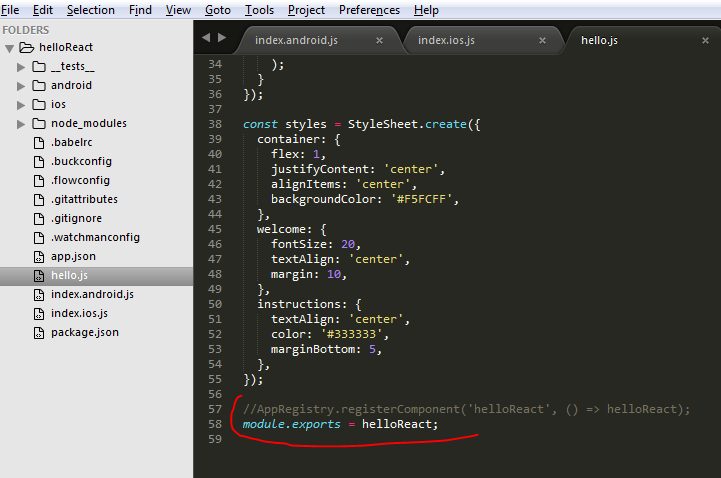 File Edit Selection Find View Goto Tools Project Preferences Help
FOLDERS
helloReact
__tests__
android
ios
node_modules
.babelrc
.buckconfig
.flowconfig
.gitattributes
.gitignore
.watchmanconfig
app.json
hello.js
index.android.js
index.ios.js
package.json
index.android.js × index.ios.js × hello.js ×
34 );
35 }
36 });
37
38 const styles = StyleSheet.create({
39 container: {
40 flex: 1,
41 justifyContent: 'center',
42 alignItems: 'center',
43 backgroundColor: '#F5FCFF',
44 },
45 welcome: {
46 fontSize: 20,
47 textAlign: 'center',
48 margin: 10,
49 },
50 instructions: {
51 textAlign: 'center',
52 color: '#333333',
53 marginBottom: 5,
54 },
55 });
56
57 //AppRegistry.registerComponent('helloReact', () => helloReact);
58 module.exports = helloReact;
59